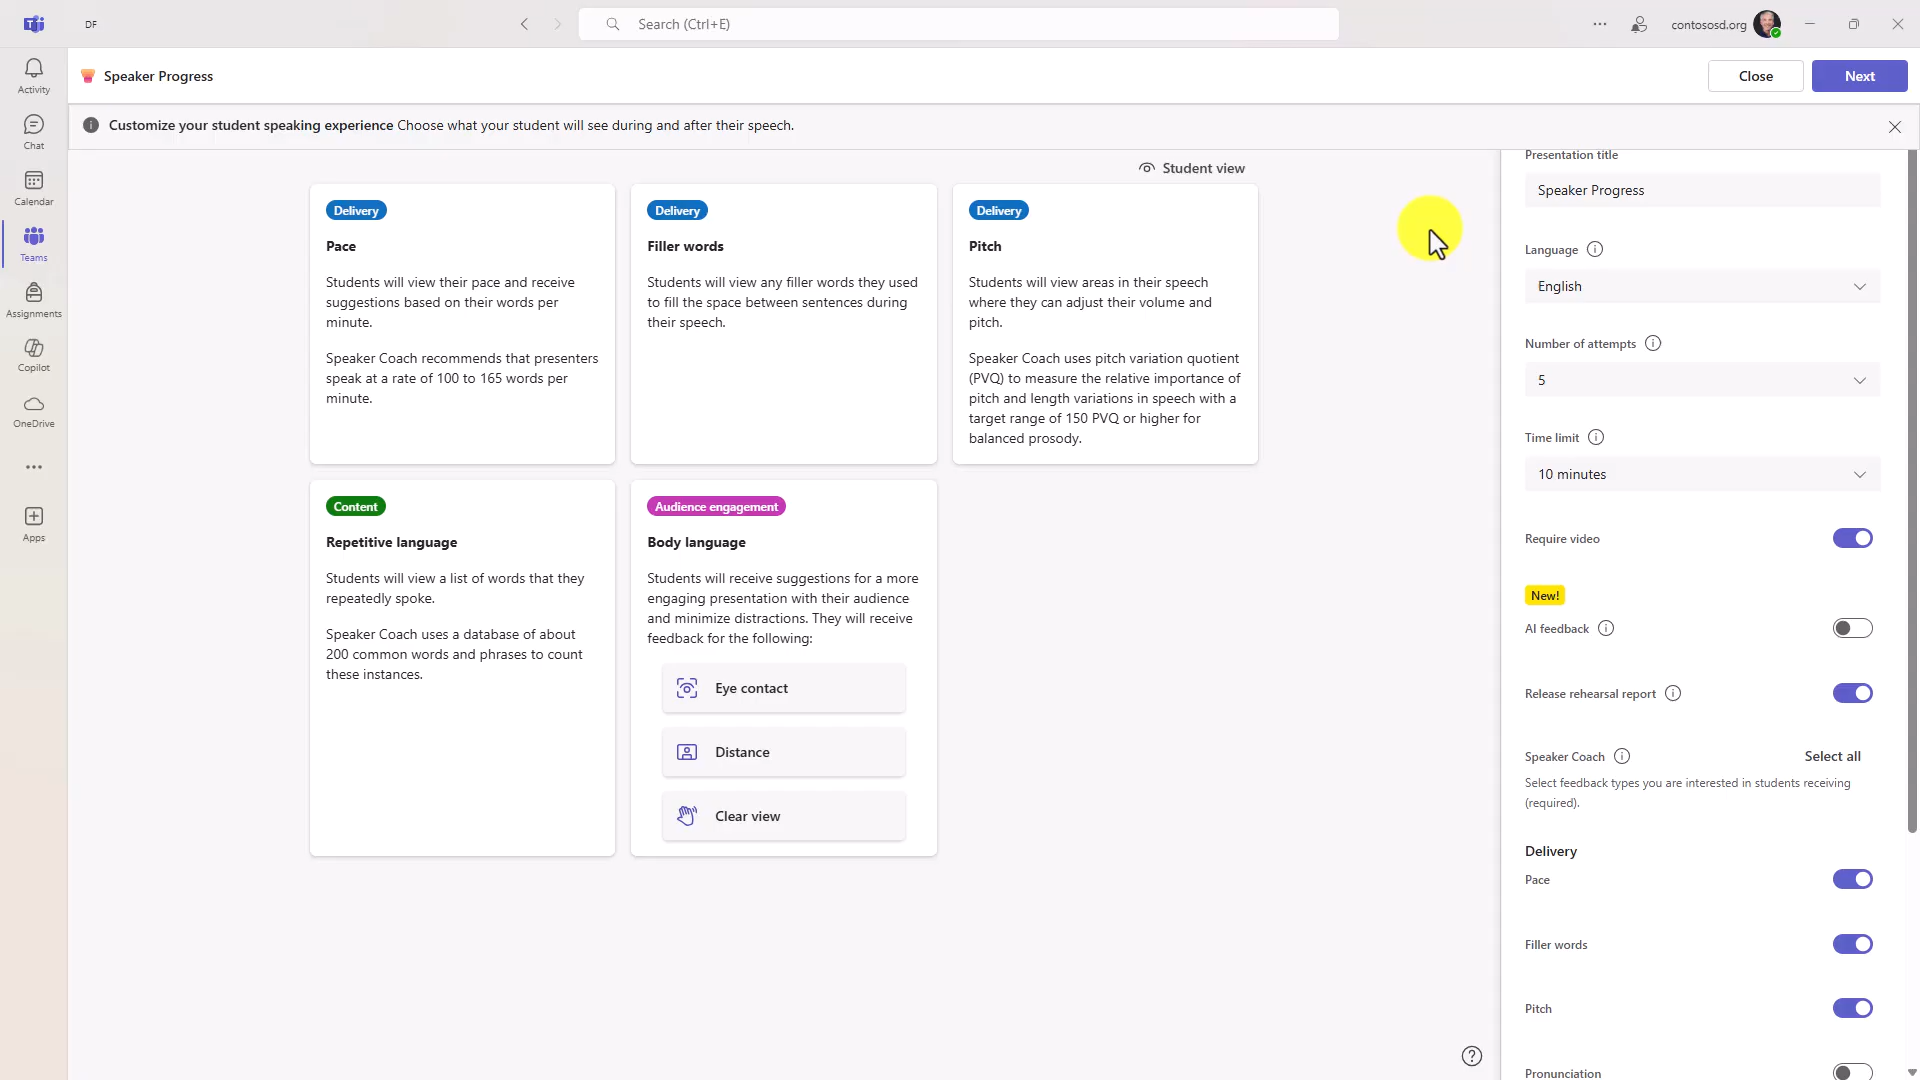 DF
Search (Ctrl+E)
contososd.org
Activity
Chat
Calendar
Teams
Assignments
Copilot
OneDrive
Apps
Speaker Progress
Close
Next
Customize your student speaking experience Choose what your student will see during and after their speech.
Student view
Delivery
Pace
Students will view their pace and receive
suggestions based on their words per
minute.
Speaker Coach recommends that presenters
speak at a rate of 100 to 165 words per
minute.
Delivery
Filler words
Students will view any filler words they used
to fill the space between sentences during
their speech.
Delivery
Pitch
Students will view areas in their speech
where they can adjust their volume and
pitch.
Speaker Coach uses pitch variation quotient
(PVQ) to measure the relative importance of
pitch and length variations in speech with a
target range of 150 PVQ or higher for
balanced prosody.
Content
Repetitive language
Students will view a list of words that they
repeatedly spoke.
Speaker Coach uses a database of about
200 common words and phrases to count
these instances.
Audience engagement
Body language
Students will receive suggestions for a more
engaging presentation with their audience
and minimize distractions. They will receive
feedback for the following:
Eye contact
Distance
Clear view
Presentation title
Speaker Progress
Language
English
Number of attempts
5
Time limit
10 minutes
Require video
New!
AI feedback
Release rehearsal report
Speaker Coach
Select all
Select feedback types you are interested in students receiving
(required).
Delivery
Pace
Filler words
Pitch
Pronunciation